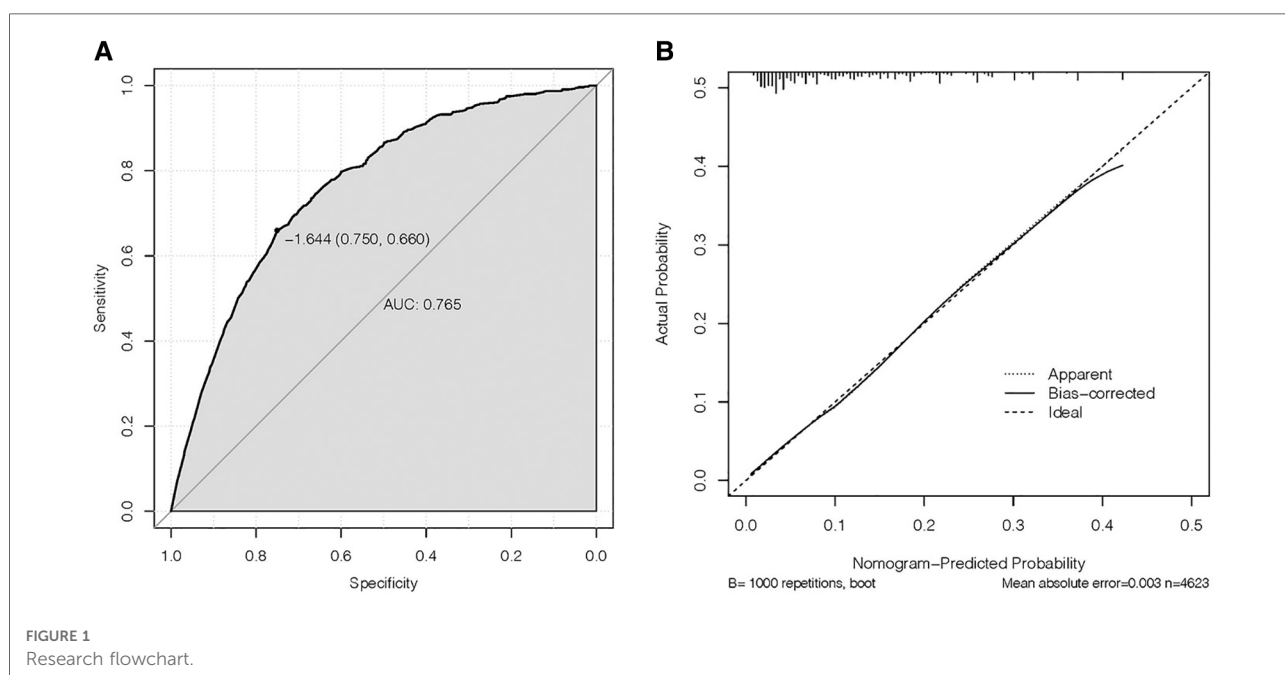 A
1.0
0.8
0.6
0.4
0.2
0.0
Sensitivity
−1.644 (0.750, 0.660)
AUC: 0.765
1.0 0.8 0.6 0.4 0.2 0.0
Specificity
B
0.5
0.4
0.3
0.2
0.1
0.0
Actual Probability
Apparent
Bias−corrected
Ideal
0.0 0.1 0.2 0.3 0.4 0.5
Nomogram−Predicted Probability
B= 1000 repetitions, boot
Mean absolute error=0.003 n=4623
FIGURE 1
Research flowchart.